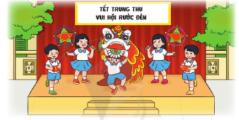 TẾT TRUNG THU
VUI HỘI RƯỚC ĐÈN